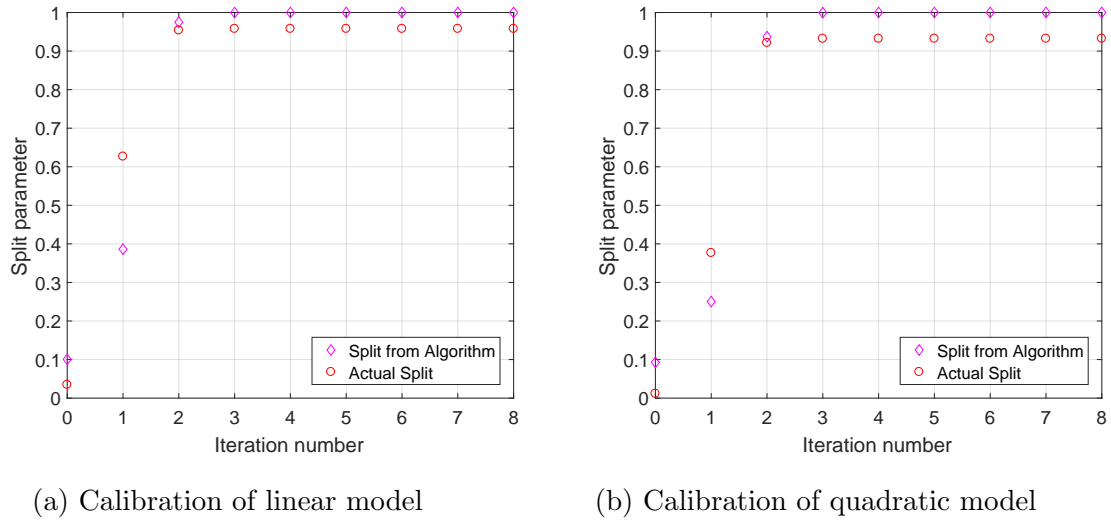 1
0.9
0.8
0.7
0.6
0.5
0.4
0.3
0.2
0.1
0
Split parameter
Split from Algorithm
Actual Split
0 1 2 3 4 5 6 7 8
Iteration number
(a) Calibration of linear model
1
0.9
0.8
0.7
0.6
0.5
0.4
0.3
0.2
0.1
0
Split parameter
Split from Algorithm
Actual Split
0 1 2 3 4 5 6 7 8
Iteration number
(b) Calibration of quadratic model